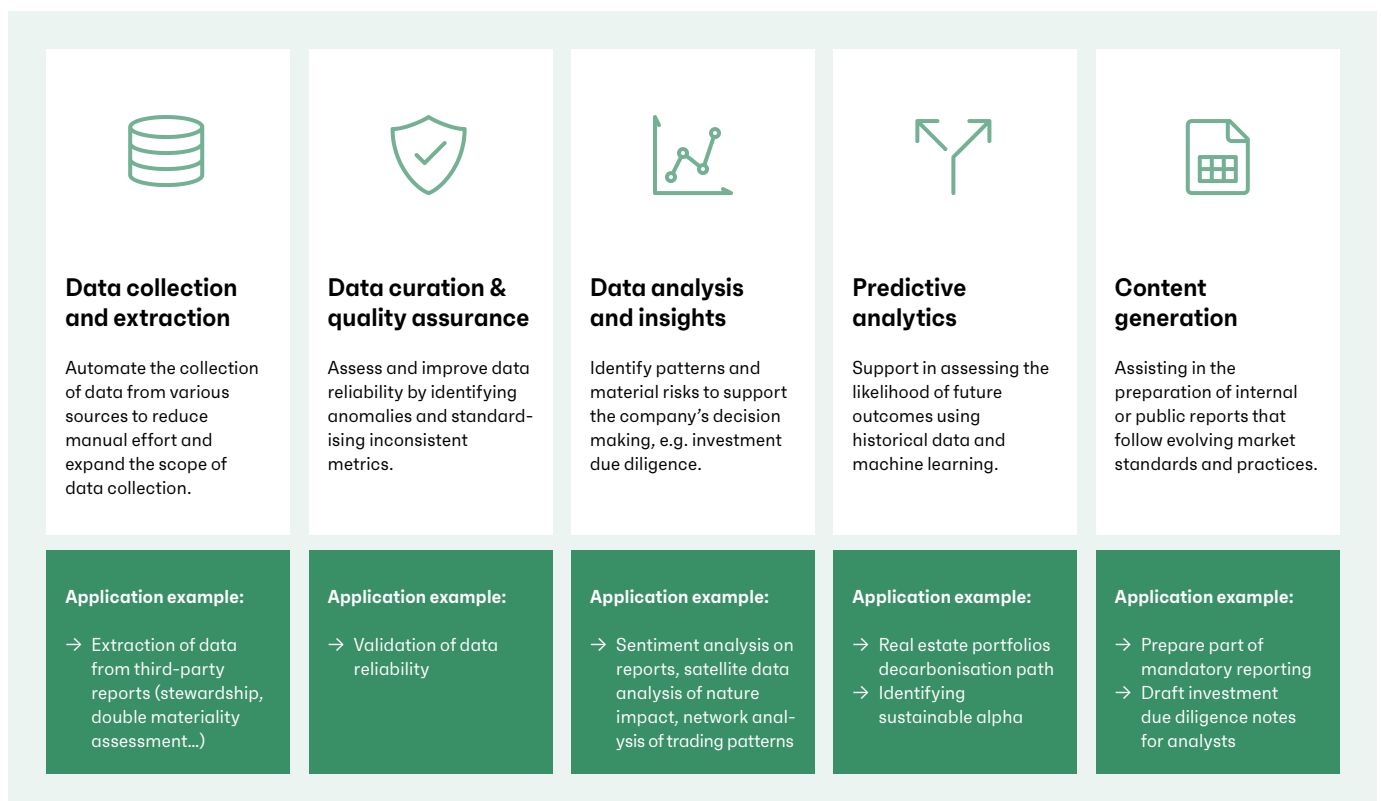 Data collection
and extraction
Automate the collection
of data from various
sources to reduce
manual effort and
expand the scope of
data collection.
Application example:
→ Extraction of data
from third-party
reports (stewardship,
double materiality
assessment...)
Data curation &
quality assurance
Assess and improve data
reliability by identifying
anomalies and standard-
ising inconsistent
metrics.
Application example:
→ Validation of data
reliability
Data analysis
and insights
Identify patterns and
material risks to support
the company’s decision
making, e.g. investment
due diligence.
Application example:
→ Sentiment analysis on
reports, satellite data
analysis of nature
impact, network anal-
ysis of trading patterns
Predictive
analytics
Support in assessing the
likelihood of future
outcomes using
historical data and
machine learning.
Application example:
→ Real estate portfolios
decarbonisation path
→ Identifying
sustainable alpha
Content
generation
Assisting in the
preparation of internal
or public reports that
follow evolving market
standards and practices.
Application example:
→ Prepare part of
mandatory reporting
→ Draft investment
due diligence notes
for analysts